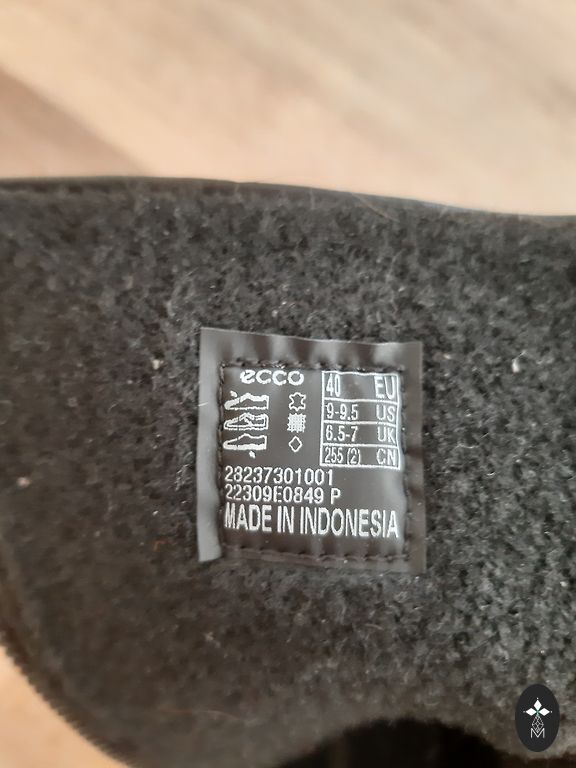 ecco
40 EU
9-9.5 US
6.5-7 UK
255 (2) CN
28237301001
22309E0849 P
MADE IN INDONESIA
M